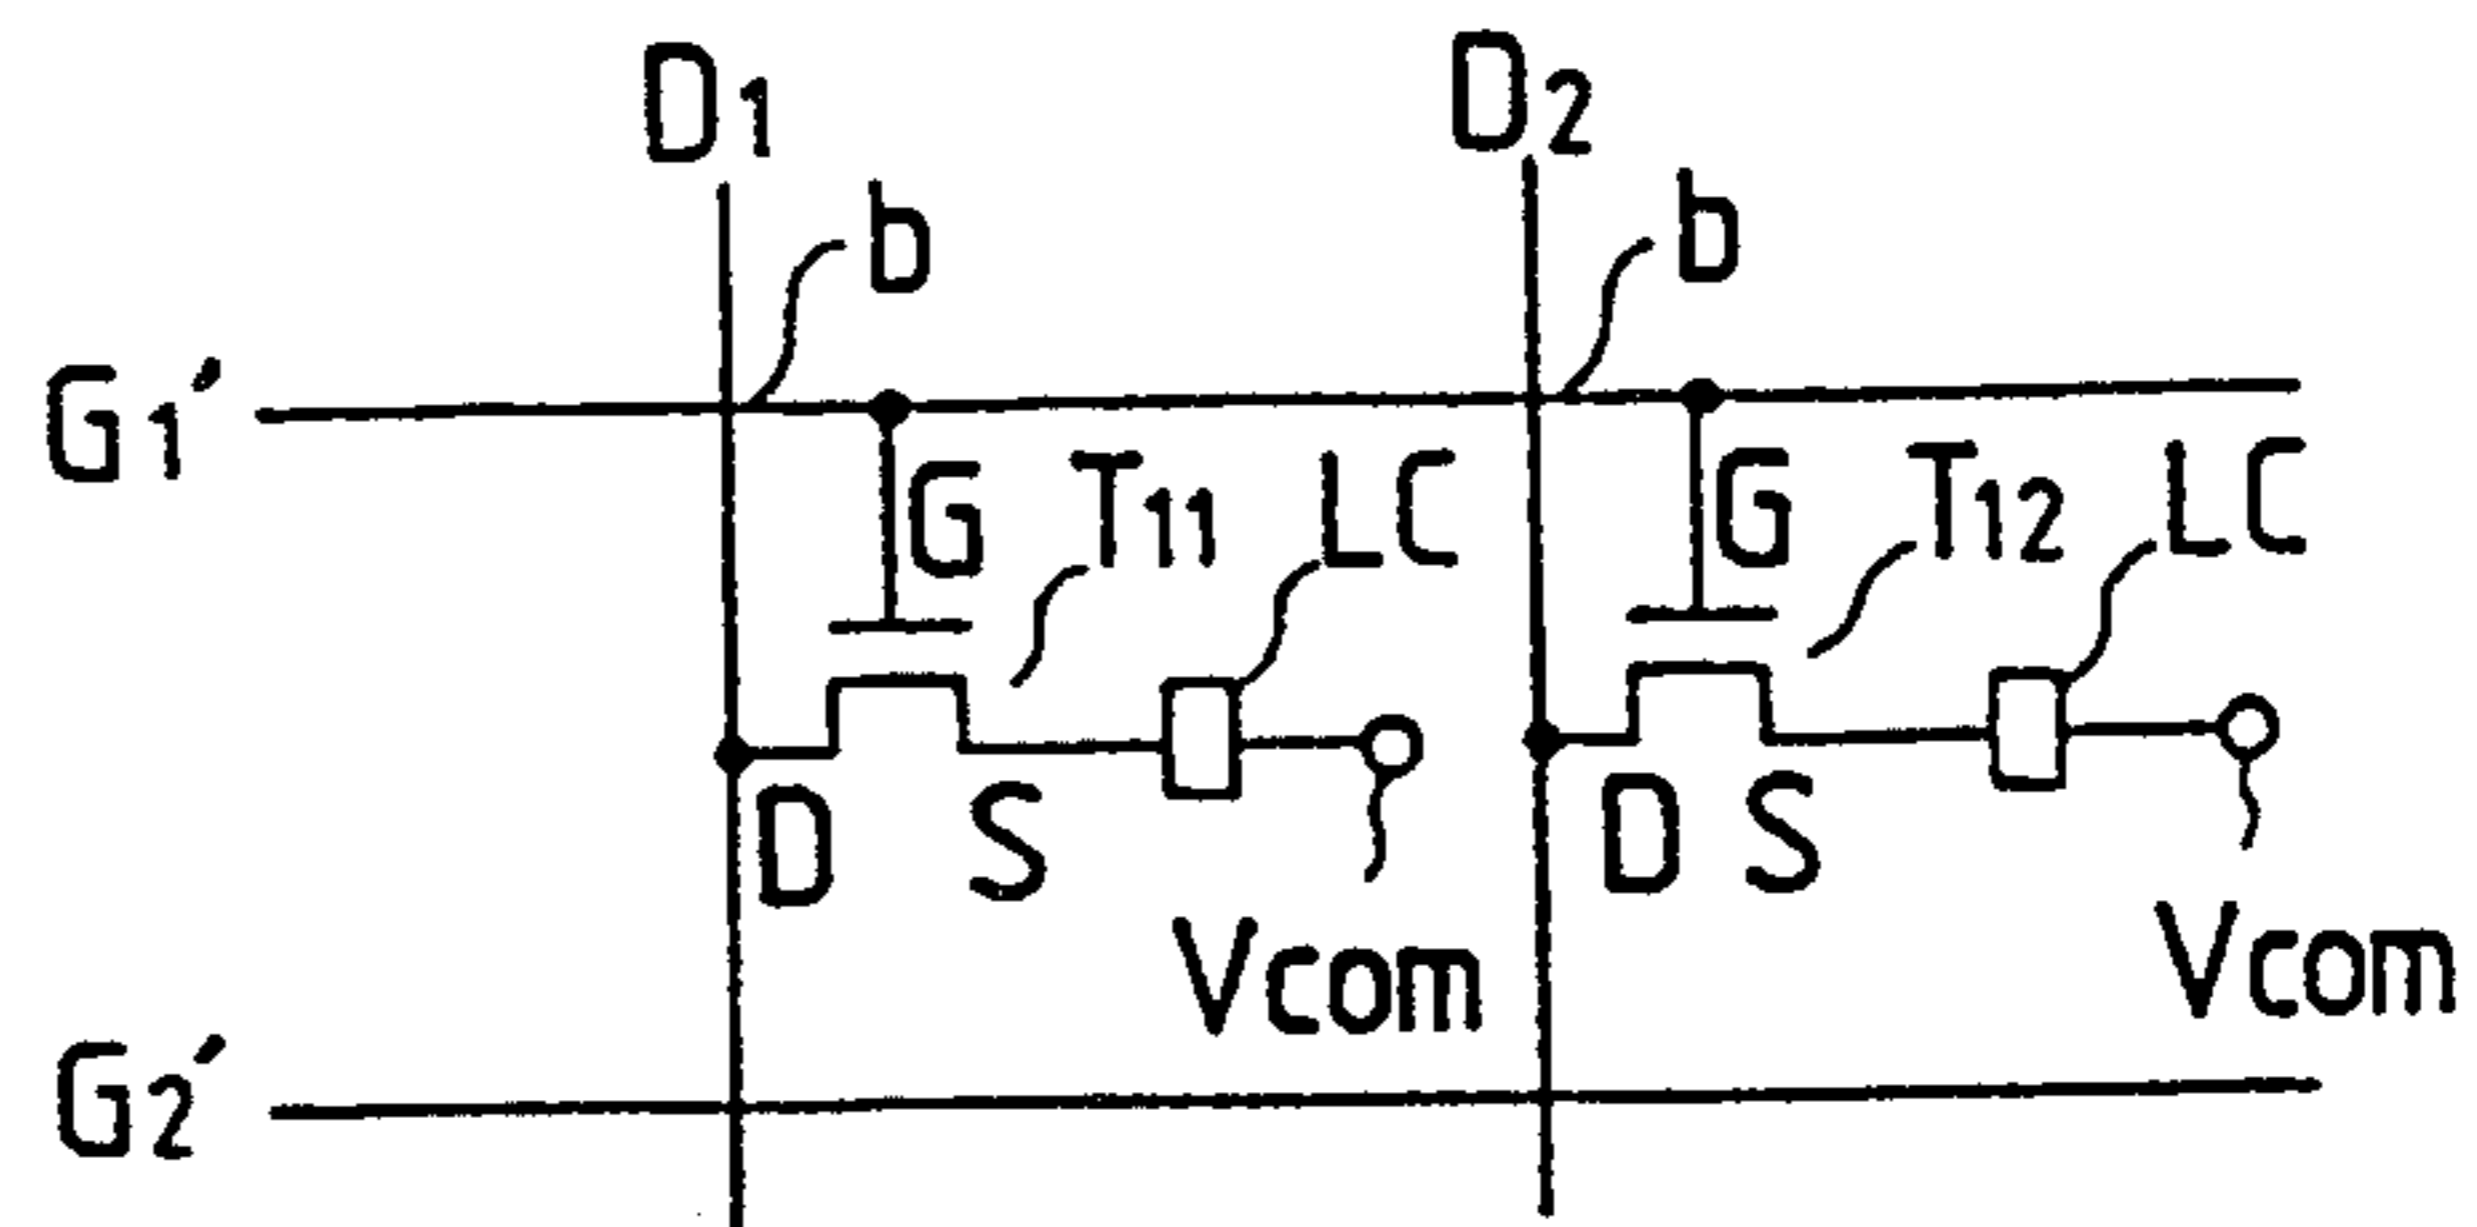 D1 D2
b b
G1′
G T11 LC G T12 LC
D S D S
Vcom Vcom
G2′